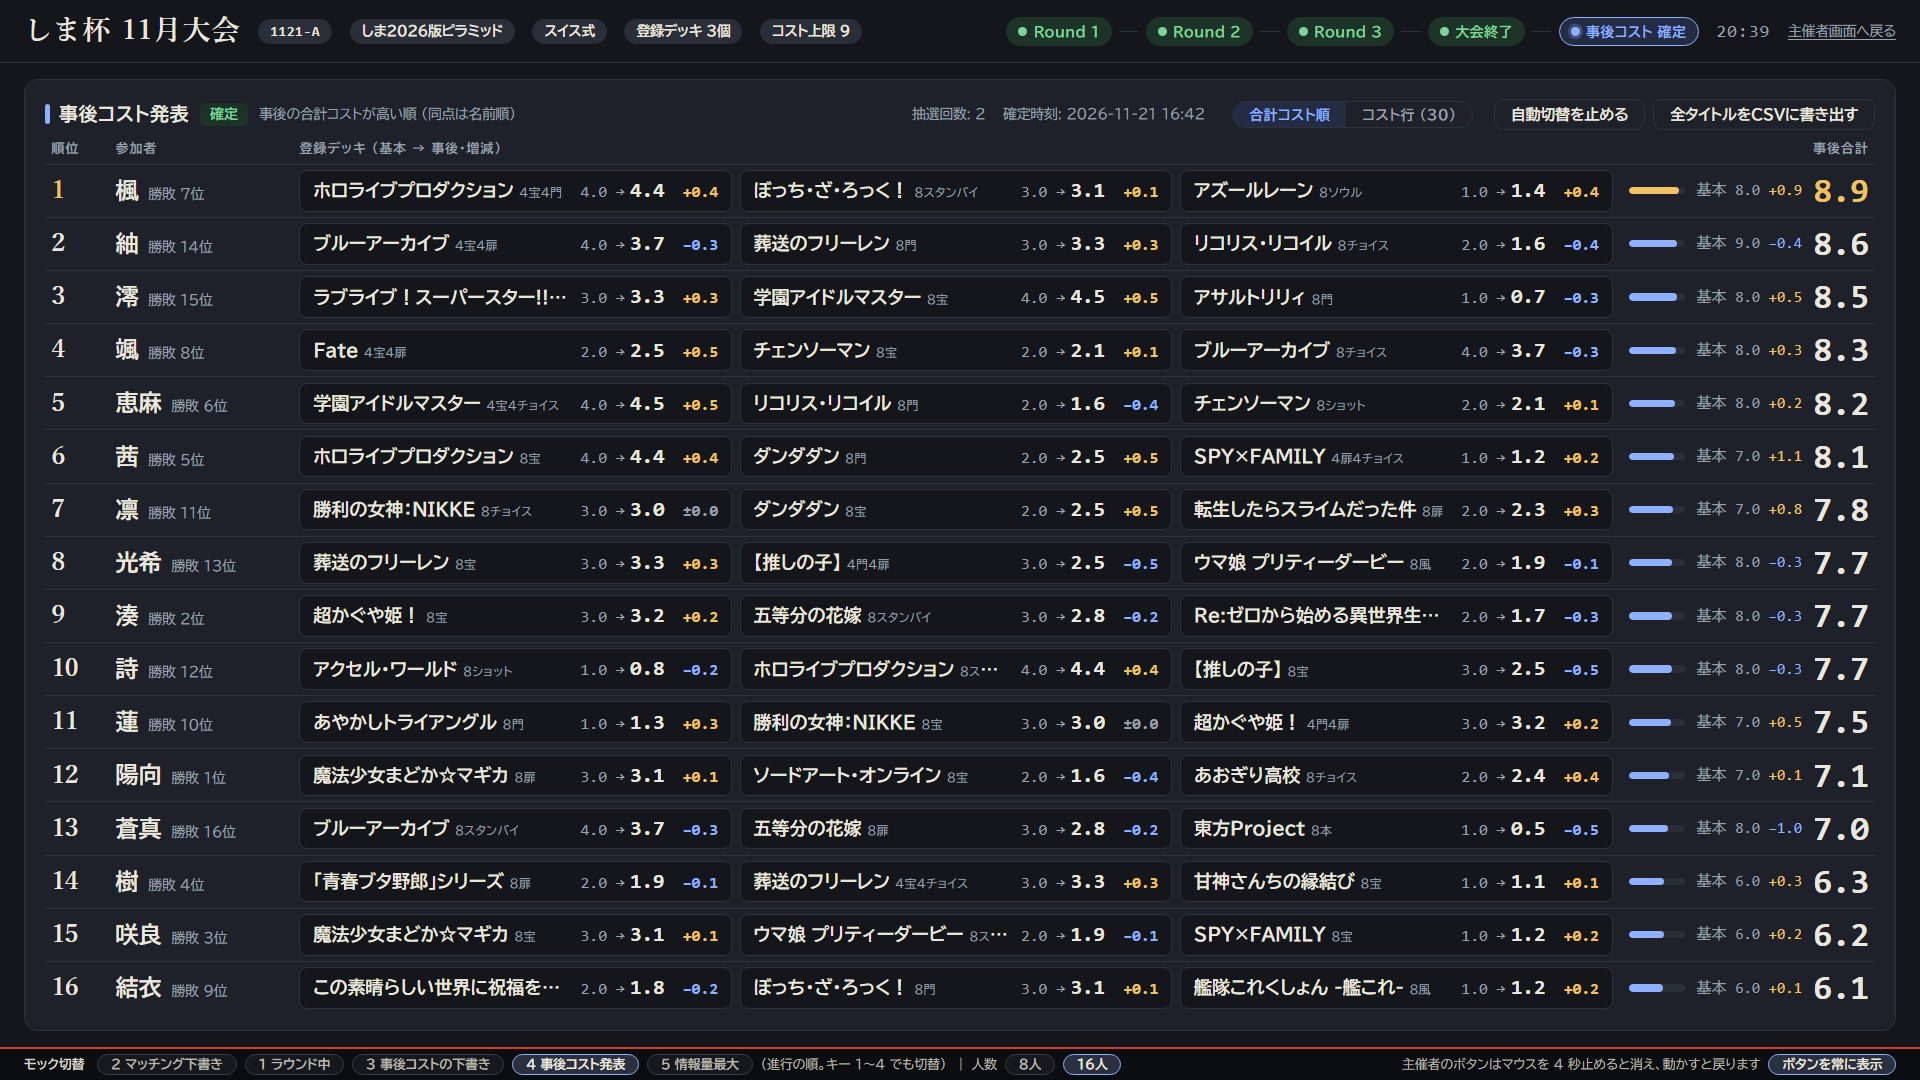 しま杯 11月大会 1121-A しま2026版ピラミッド スイス式 登録デッキ 3個 コスト上限 9 Round 1 Round 2 Round 3 大会終了 事後コスト 確定 20:39 主催者画面へ戻る
事後コスト発表 確定 事後の合計コストが高い順（同点は名前順） 抽選回数: 2 確定時刻: 2026-11-21 16:42 合計コスト順 コスト行（30） 自動切替を止める 全タイトルをCSVに書き出す
順位 参加者 登録デッキ（基本 → 事後・増減） 事後合計
1 楓 勝敗 7位 ホロライブプロダクション 4宝4門 4.0 → 4.4 +0.4 ぼっち・ざ・ろっく！ 8スタンバイ 3.0 → 3.1 +0.1 アズールレーン 8ソウル 1.0 → 1.4 +0.4 基本 8.0 +0.9 8.9
2 紬 勝敗 14位 ブルーアーカイブ 4宝4扉 4.0 → 3.7 −0.3 葬送のフリーレン 8門 3.0 → 3.3 +0.3 リコリス・リコイル 8チョイス 2.0 → 1.6 −0.4 基本 9.0 −0.4 8.6
3 澪 勝敗 15位 ラブライブ！スーパースター!!… 3.0 → 3.3 +0.3 学園アイドルマスター 8宝 4.0 → 4.5 +0.5 アサルトリリィ 8門 1.0 → 0.7 −0.3 基本 8.0 +0.5 8.5
4 颯 勝敗 8位 Fate 4宝4扉 2.0 → 2.5 +0.5 チェンソーマン 8宝 2.0 → 2.1 +0.1 ブルーアーカイブ 8チョイス 4.0 → 3.7 −0.3 基本 8.0 +0.3 8.3
5 恵麻 勝敗 6位 学園アイドルマスター 4宝4チョイス 4.0 → 4.5 +0.5 リコリス・リコイル 8門 2.0 → 1.6 −0.4 チェンソーマン 8ショット 2.0 → 2.1 +0.1 基本 8.0 +0.2 8.2
6 茜 勝敗 5位 ホロライブプロダクション 8宝 4.0 → 4.4 +0.4 ダンダダン 8門 2.0 → 2.5 +0.5 SPY×FAMILY 4扉4チョイス 1.0 → 1.2 +0.2 基本 7.0 +1.1 8.1
7 凛 勝敗 11位 勝利の女神：NIKKE 8チョイス 3.0 → 3.0 ±0.0 ダンダダン 8宝 2.0 → 2.5 +0.5 転生したらスライムだった件 8扉 2.0 → 2.3 +0.3 基本 7.0 +0.8 7.8
8 光希 勝敗 13位 葬送のフリーレン 8宝 3.0 → 3.3 +0.3 【推しの子】 4門4扉 3.0 → 2.5 −0.5 ウマ娘 プリティーダービー 8風 2.0 → 1.9 −0.1 基本 8.0 −0.3 7.7
9 湊 勝敗 2位 超かぐや姫！ 8宝 3.0 → 3.2 +0.2 五等分の花嫁 8スタンバイ 3.0 → 2.8 −0.2 Re:ゼロから始める異世界生… 2.0 → 1.7 −0.3 基本 8.0 −0.3 7.7
10 詩 勝敗 12位 アクセル・ワールド 8ショット 1.0 → 0.8 −0.2 ホロライブプロダクション 8ス… 4.0 → 4.4 +0.4 【推しの子】 8宝 3.0 → 2.5 −0.5 基本 8.0 −0.3 7.7
11 蓮 勝敗 10位 あやかしトライアングル 8門 1.0 → 1.3 +0.3 勝利の女神：NIKKE 8宝 3.0 → 3.0 ±0.0 超かぐや姫！ 4門4扉 3.0 → 3.2 +0.2 基本 7.0 +0.5 7.5
12 陽向 勝敗 1位 魔法少女まどか☆マギカ 8扉 3.0 → 3.1 +0.1 ソードアート・オンライン 8宝 2.0 → 1.6 −0.4 あおぎり高校 8チョイス 2.0 → 2.4 +0.4 基本 7.0 +0.1 7.1
13 蒼真 勝敗 16位 ブルーアーカイブ 8スタンバイ 4.0 → 3.7 −0.3 五等分の花嫁 8扉 3.0 → 2.8 −0.2 東方Project 8本 1.0 → 0.5 −0.5 基本 8.0 −1.0 7.0
14 樹 勝敗 4位 「青春ブタ野郎」シリーズ 8扉 2.0 → 1.9 −0.1 葬送のフリーレン 4宝4チョイス 3.0 → 3.3 +0.3 甘神さんちの縁結び 8宝 1.0 → 1.1 +0.1 基本 6.0 +0.3 6.3
15 咲良 勝敗 3位 魔法少女まどか☆マギカ 8宝 3.0 → 3.1 +0.1 ウマ娘 プリティーダービー 8ス… 2.0 → 1.9 −0.1 SPY×FAMILY 8宝 1.0 → 1.2 +0.2 基本 6.0 +0.2 6.2
16 結衣 勝敗 9位 この素晴らしい世界に祝福を… 2.0 → 1.8 −0.2 ぼっち・ざ・ろっく！ 8門 3.0 → 3.1 +0.1 艦隊これくしょん -艦これ- 8風 1.0 → 1.2 +0.2 基本 6.0 +0.1 6.1
モック切替 2 マッチング下書き 1 ラウンド中 3 事後コストの下書き 4 事後コスト発表 5 情報量最大 （進行の順。キー 1〜4 でも切替） | 人数 8人 16人 主催者のボタンはマウスを 4 秒止めると消え、動かすと戻ります ボタンを常に表示